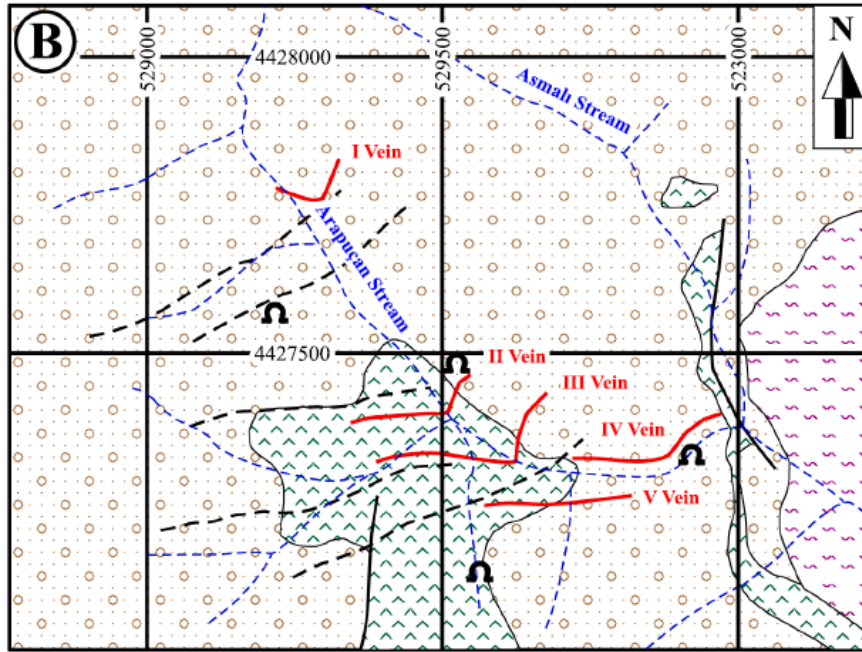 B
529000
529500
523000
N
4428000
Asmalı Stream
I Vein
Arapuçan Stream
4427500
II Vein
III Vein
IV Vein
V Vein